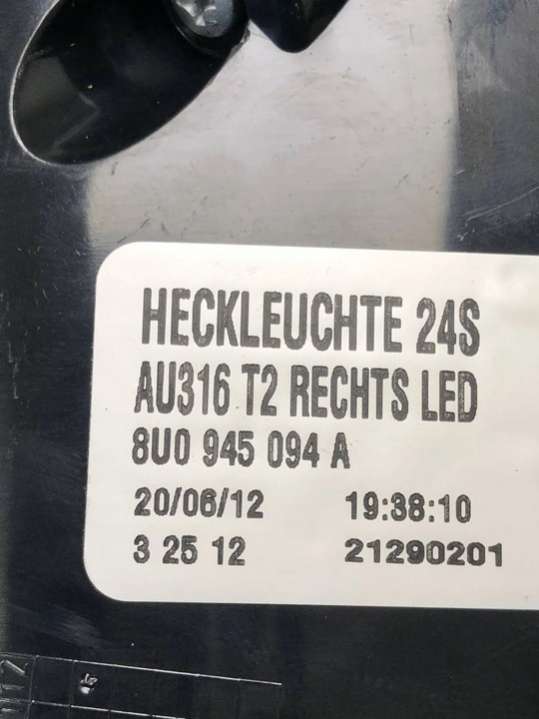 HECKLEUCHTE 24S
AU316 T2 RECHTS LED
8U0 945 094 A
20/06/12 19:38:10
3 25 12 21290201